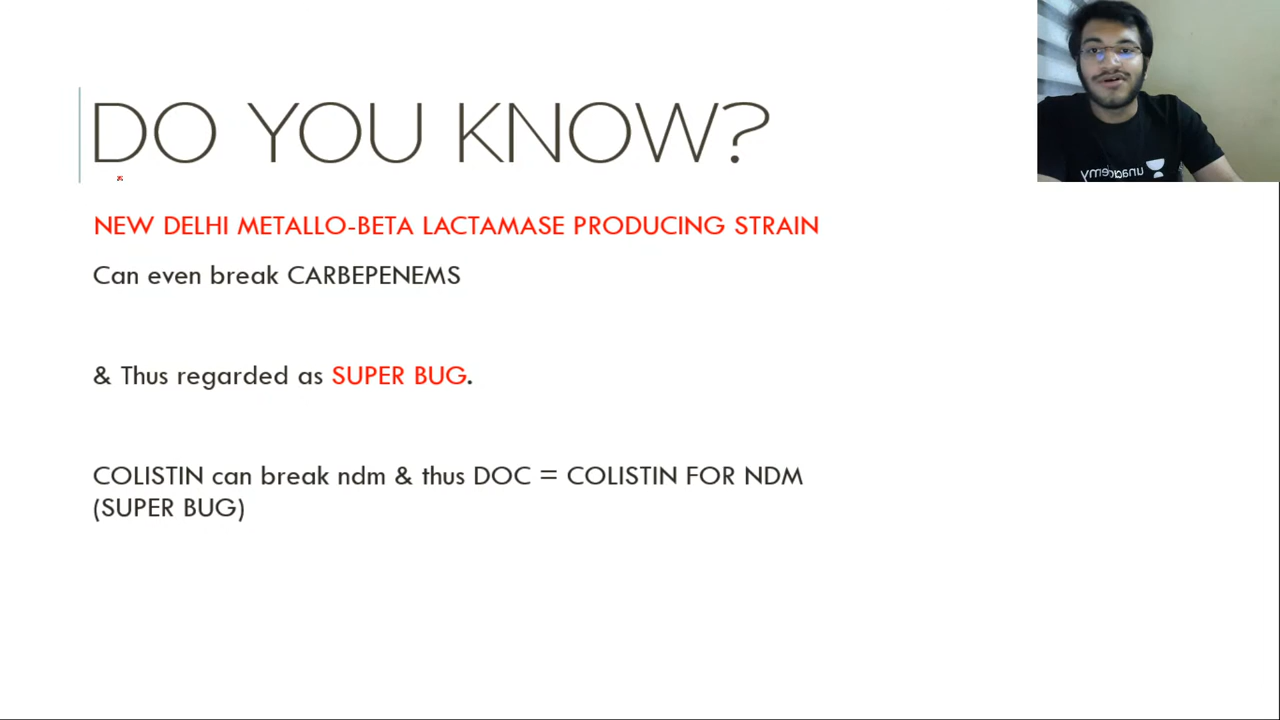 DO YOU KNOW?
NEW DELHI METALLO-BETA LACTAMASE PRODUCING STRAIN
Can even break CARBEPENEMS
& Thus regarded as SUPER BUG.
COLISTIN can break ndm & thus DOC = COLISTIN FOR NDM
(SUPER BUG)
unacademy